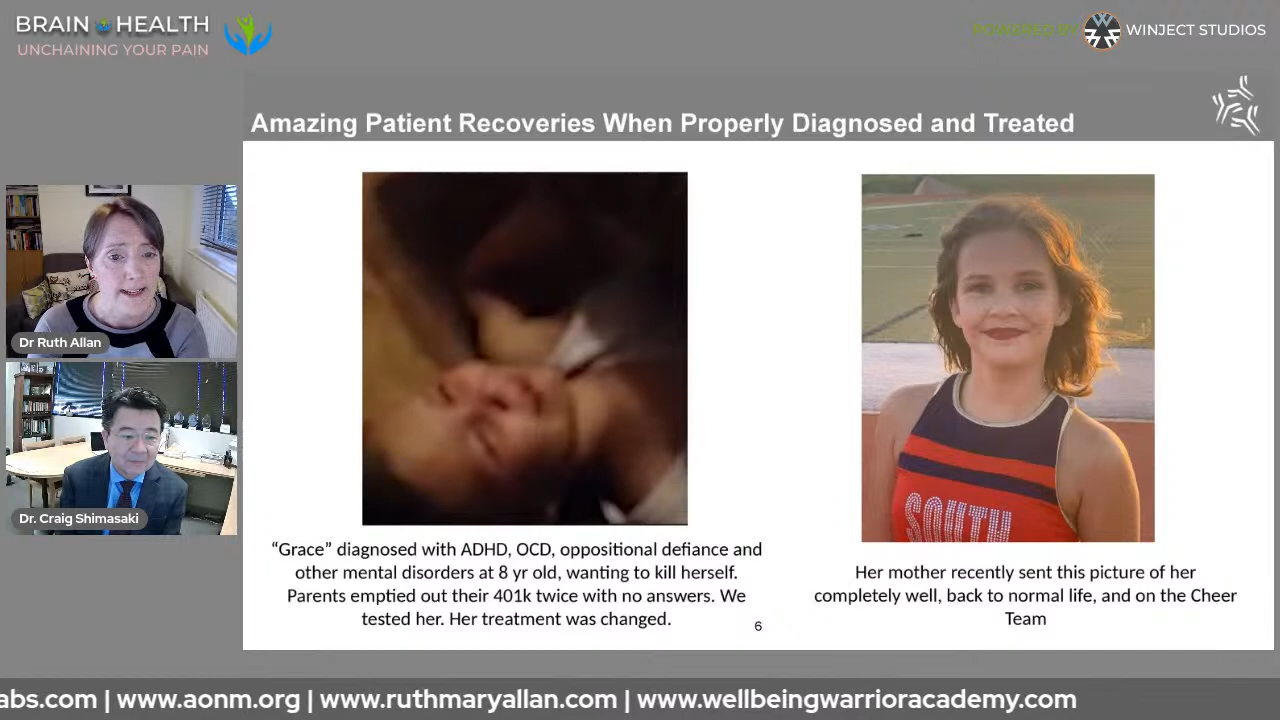 BRAIN HEALTH
UNCHAINING YOUR PAIN
POWERED BY
WINJECT STUDIOS
Amazing Patient Recoveries When Properly Diagnosed and Treated
Dr Ruth Allan
Dr. Craig Shimasaki
SOUTH
“Grace” diagnosed with ADHD, OCD, oppositional defiance and
other mental disorders at 8 yr old, wanting to kill herself.
Parents emptied out their 401k twice with no answers. We
tested her. Her treatment was changed.
6
Her mother recently sent this picture of her
completely well, back to normal life, and on the Cheer
Team
abs.com | www.aonm.org | www.ruthmaryallan.com | www.wellbeingwarrioracademy.com